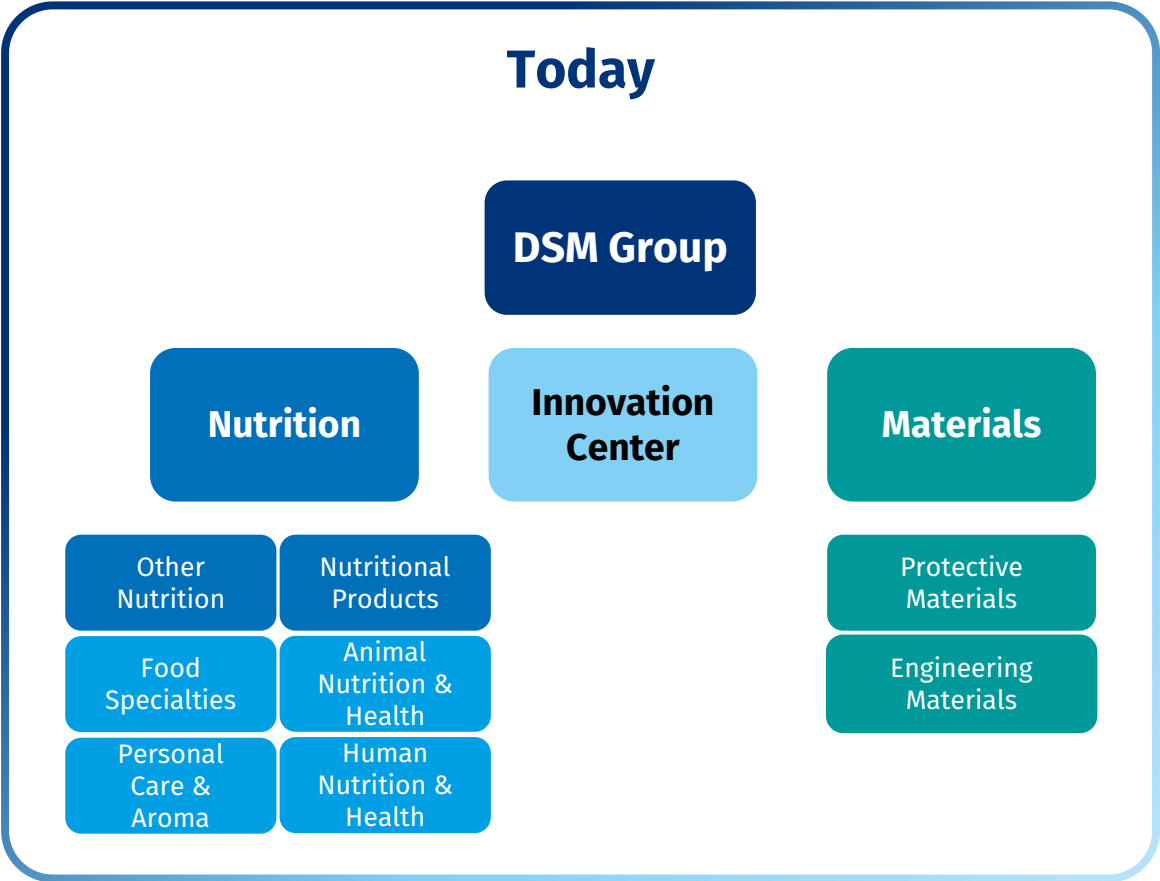 Today
DSM Group
Nutrition
Innovation
Center
Materials
Other
Nutrition
Nutritional
Products
Protective
Materials
Food
Specialties
Animal
Nutrition &
Health
Engineering
Materials
Personal
Care &
Aroma
Human
Nutrition &
Health